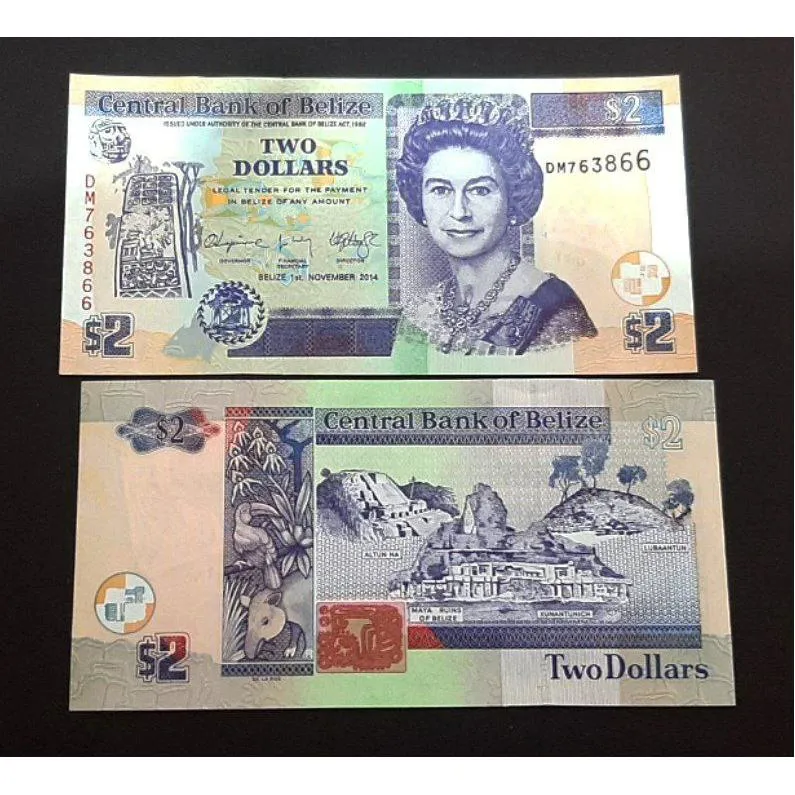 Central Bank of Belize
$2
ISSUED UNDER AUTHORITY OF THE CENTRAL BANK OF BELIZE ACT, 1982
TWO
DOLLARS
DM763866
LEGAL TENDER FOR THE PAYMENT
IN BELIZE OF ANY AMOUNT
DM763866
GOVERNOR
FINANCIAL
SECRETARY
DIRECTOR
BELIZE 1st. NOVEMBER 2014
$2
$2
$2
Central Bank of Belize
$2
ALTUN HA
LUBAANTUN
MAYA RUINS
OF BELIZE
XUNANTUNICH
$2
Two Dollars
DE LA RUE